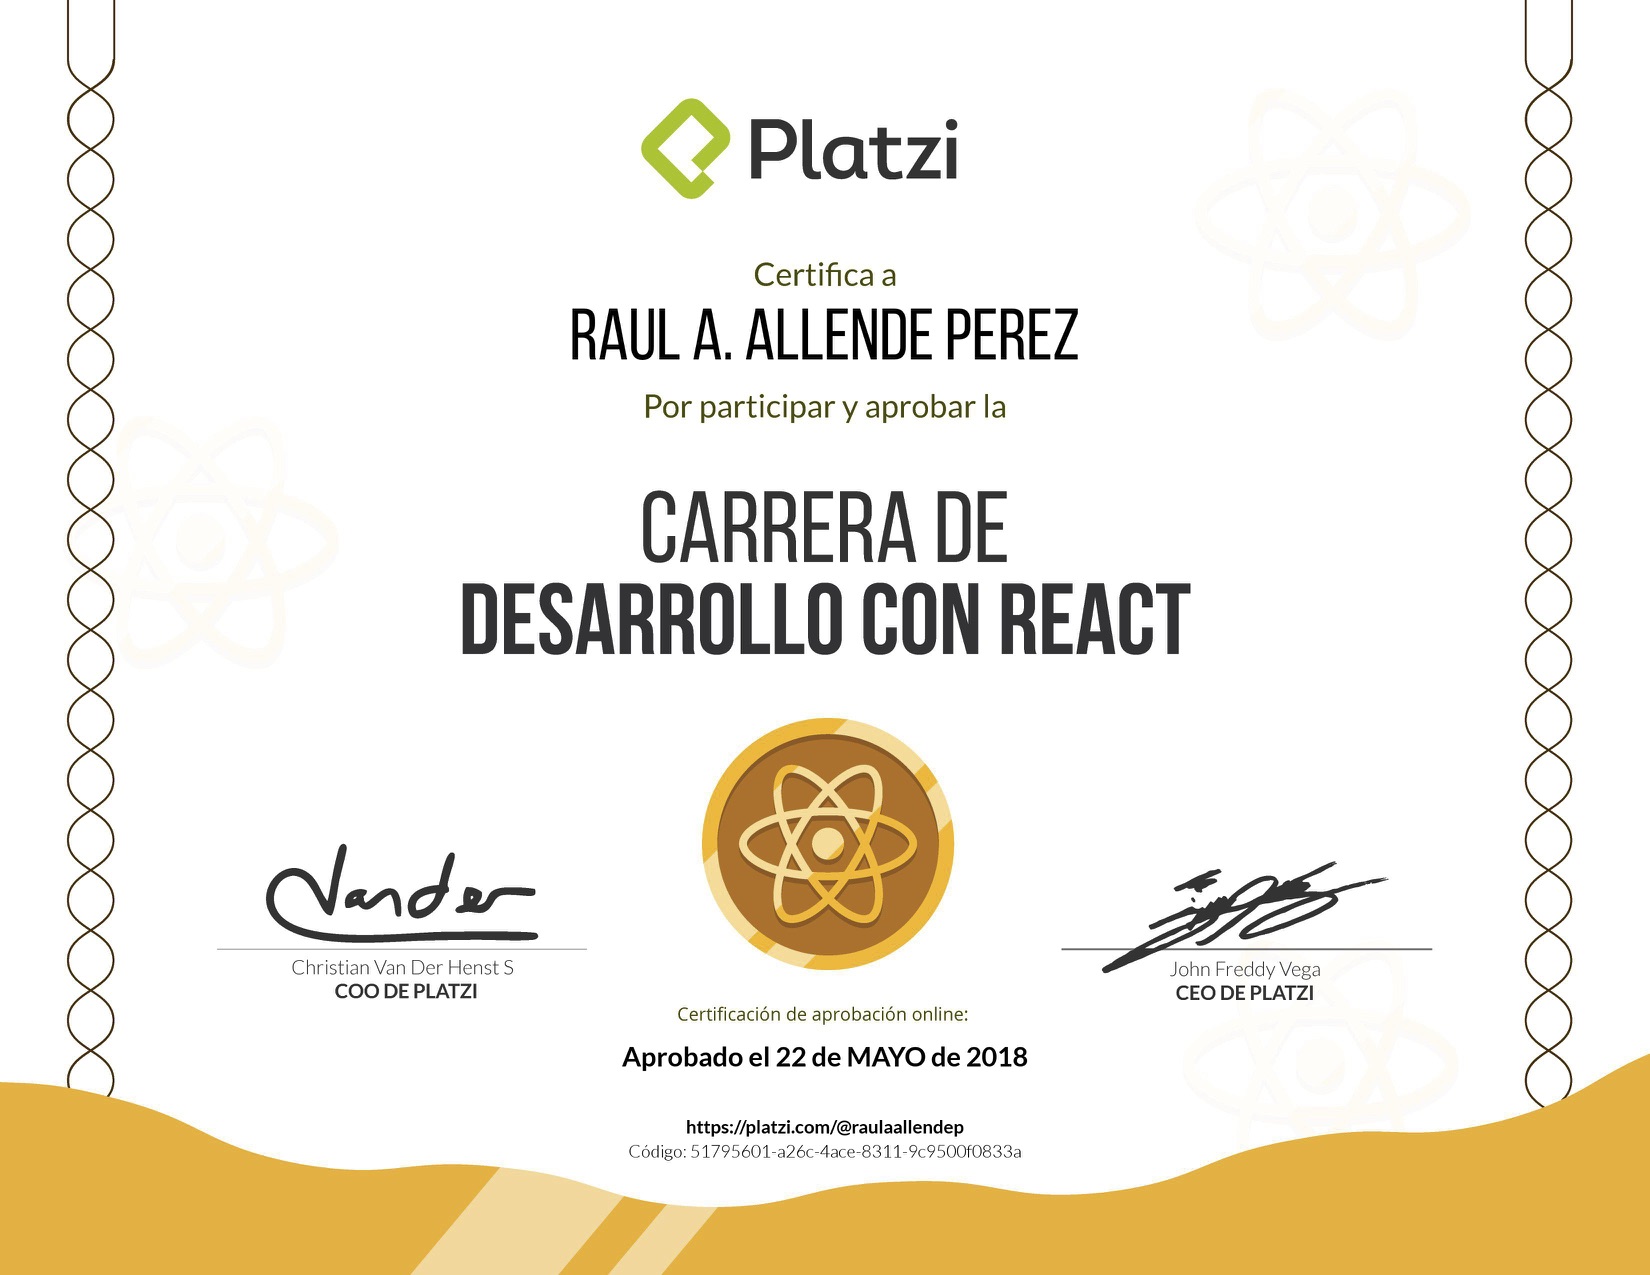 Platzi
Certifica a
RAUL A. ALLENDE PEREZ
Por participar y aprobar la
CARRERA DE
DESARROLLO CON REACT
Vander
Christian Van Der Henst S
COO DE PLATZI
John Freddy Vega
CEO DE PLATZI
Certificación de aprobación online:
Aprobado el 22 de MAYO de 2018
https://platzi.com/@raulaallendep
Código: 51795601-a26c-4ace-8311-9c9500f0833a